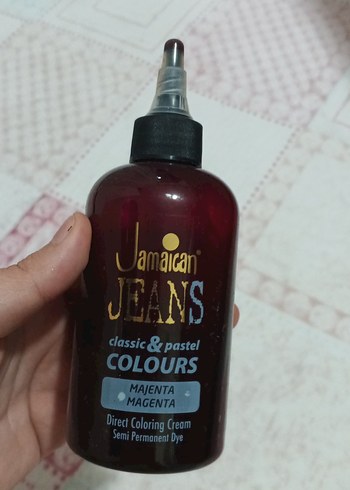 Jamaican®
JEANS
classic & pastel
COLOURS
MAJENTA
MAGENTA
Direct Coloring Cream
Semi Permanent Dye